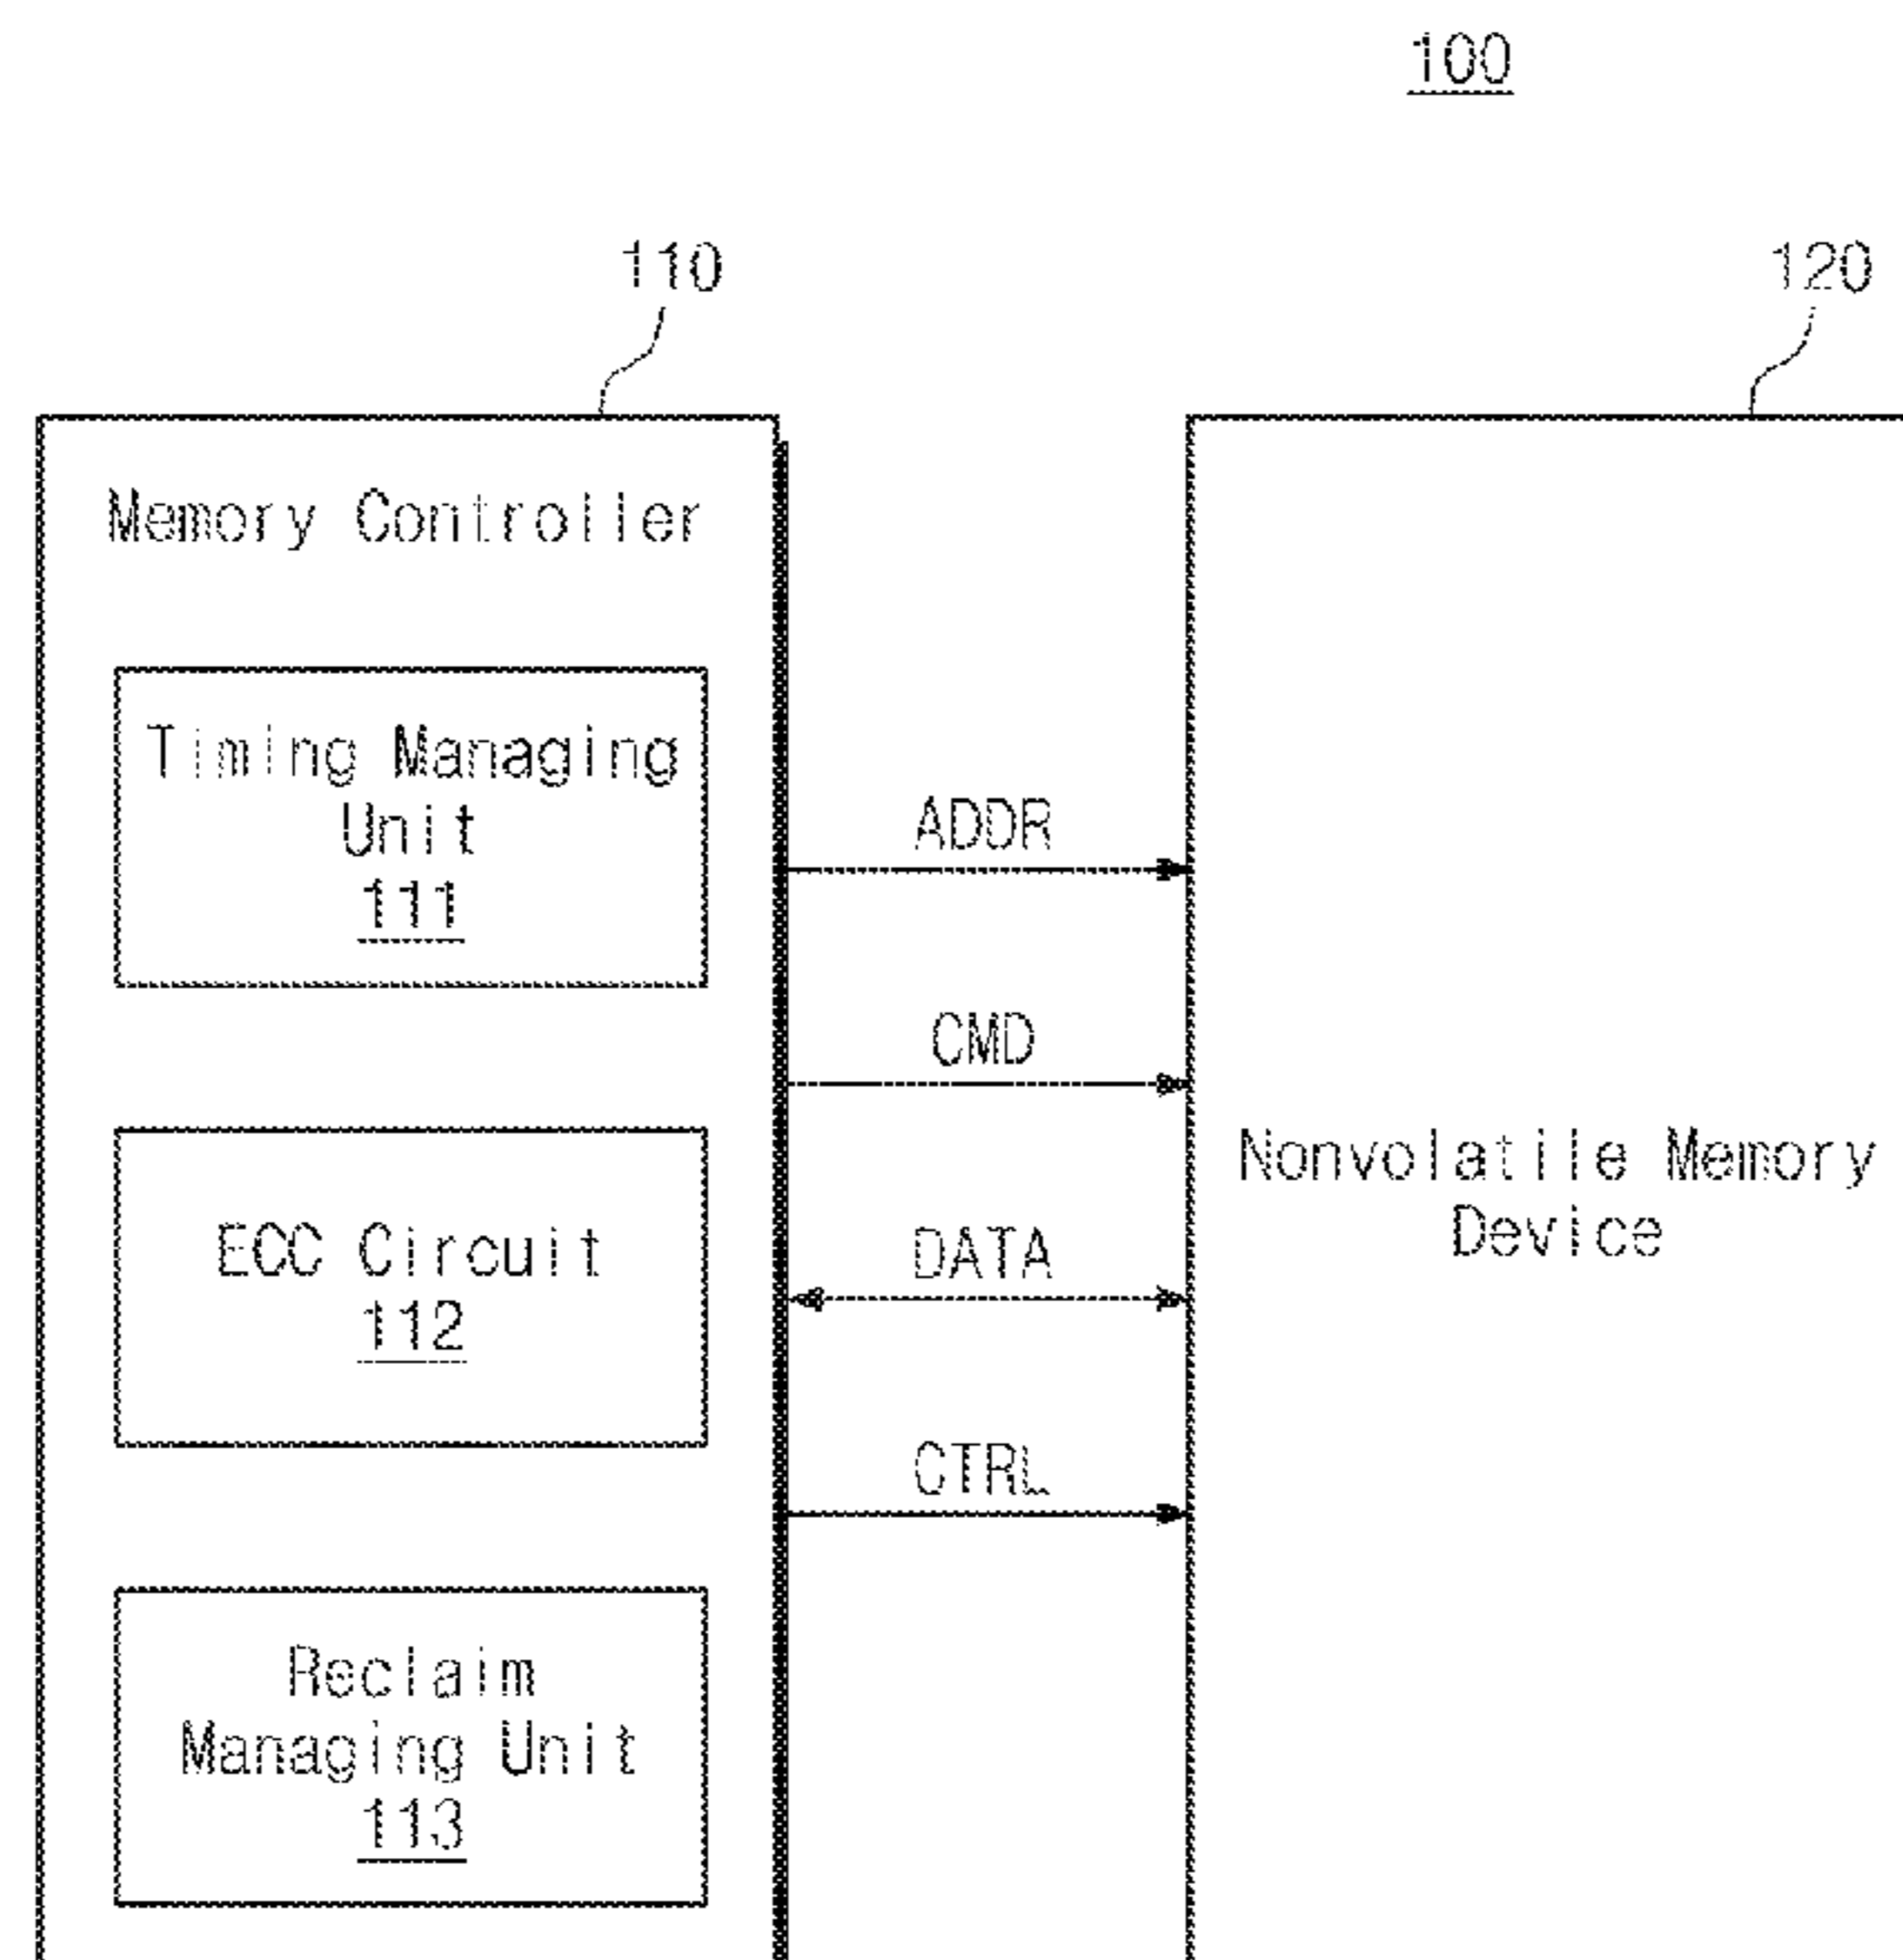 100
110
120
Memory Controller
Timing Managing
Unit
111
ADDR
CMD
ECC Circuit
112
DATA
Nonvolatile Memory
Device
CTRL
Reclaim
Managing Unit
113